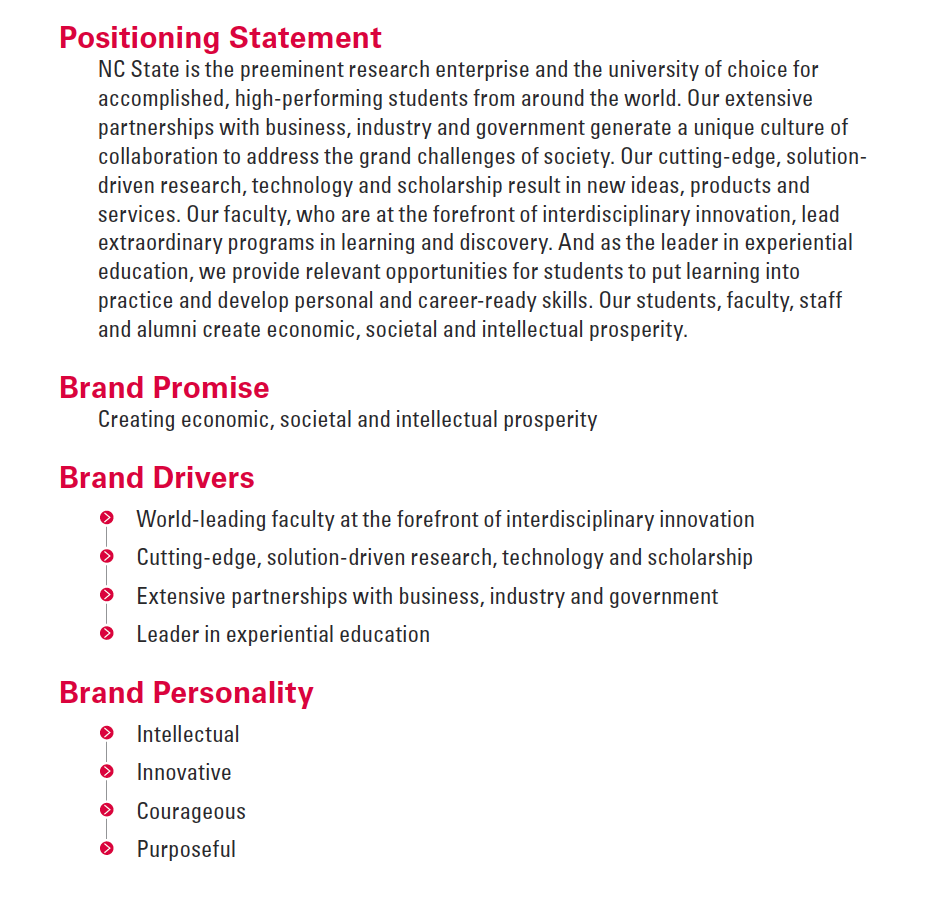 Positioning Statement
NC State is the preeminent research enterprise and the university of choice for
accomplished, high-performing students from around the world. Our extensive
partnerships with business, industry and government generate a unique culture of
collaboration to address the grand challenges of society. Our cutting-edge, solution-
driven research, technology and scholarship result in new ideas, products and
services. Our faculty, who are at the forefront of interdisciplinary innovation, lead
extraordinary programs in learning and discovery. And as the leader in experiential
education, we provide relevant opportunities for students to put learning into
practice and develop personal and career-ready skills. Our students, faculty, staff
and alumni create economic, societal and intellectual prosperity.
Brand Promise
Creating economic, societal and intellectual prosperity
Brand Drivers
World-leading faculty at the forefront of interdisciplinary innovation
Cutting-edge, solution-driven research, technology and scholarship
Extensive partnerships with business, industry and government
Leader in experiential education
Brand Personality
Intellectual
Innovative
Courageous
Purposeful